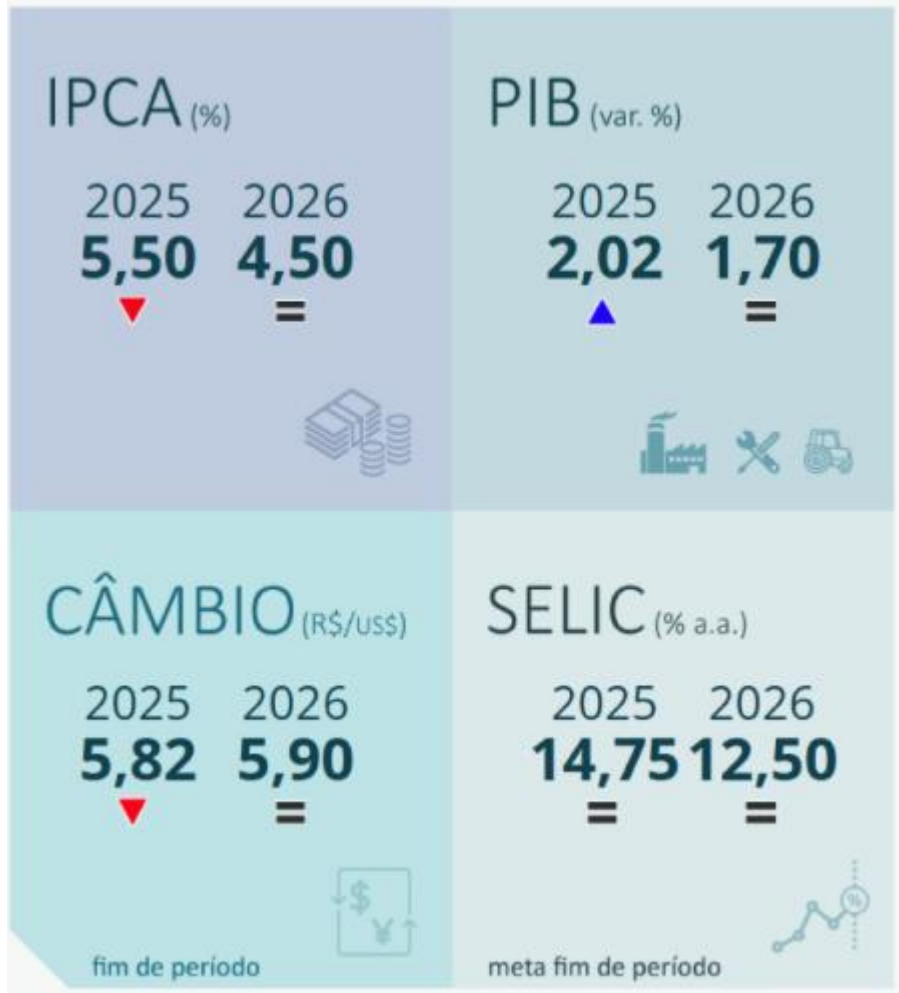 IPCA (%)
2025 2026
5,50 4,50
▼ =
PIB (var. %)
2025 2026
2,02 1,70
▲ =
CÂMBIO (R$/US$)
2025 2026
5,82 5,90
▼ =
$
¥
fim de período
SELIC (% a.a.)
2025 2026
14,75 12,50
= =
%
meta fim de período